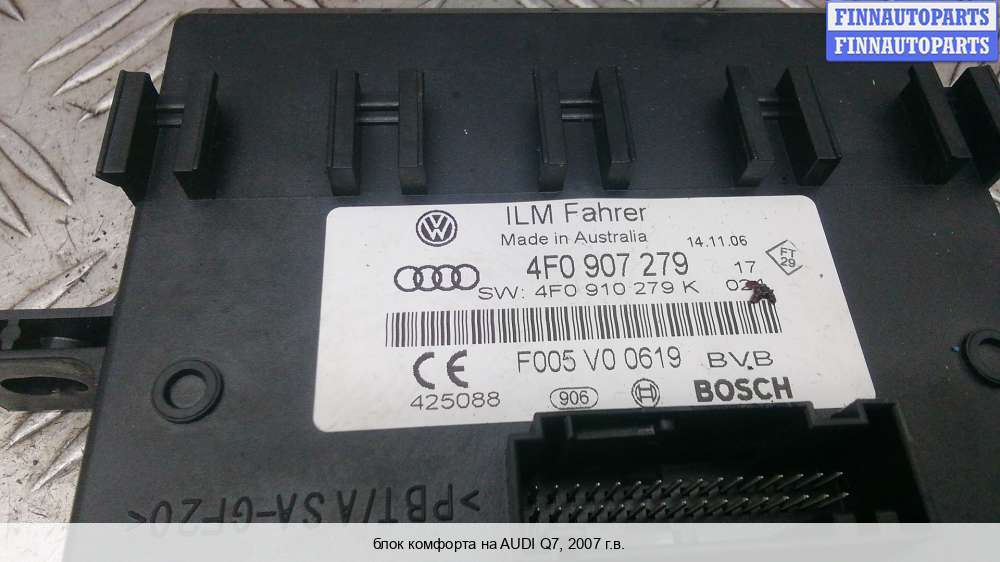 FINNAUTOPARTS
FINNAUTOPARTS
ILM Fahrer
Made in Australia 14.11.06
FT
29
4F0 907 279 17
SW: 4F0 910 279 K
F005 V0 0619 BVB
CE
425088 906 BOSCH
>PBT/ASA-GF20<
блок комфорта на AUDI Q7, 2007 г.в.